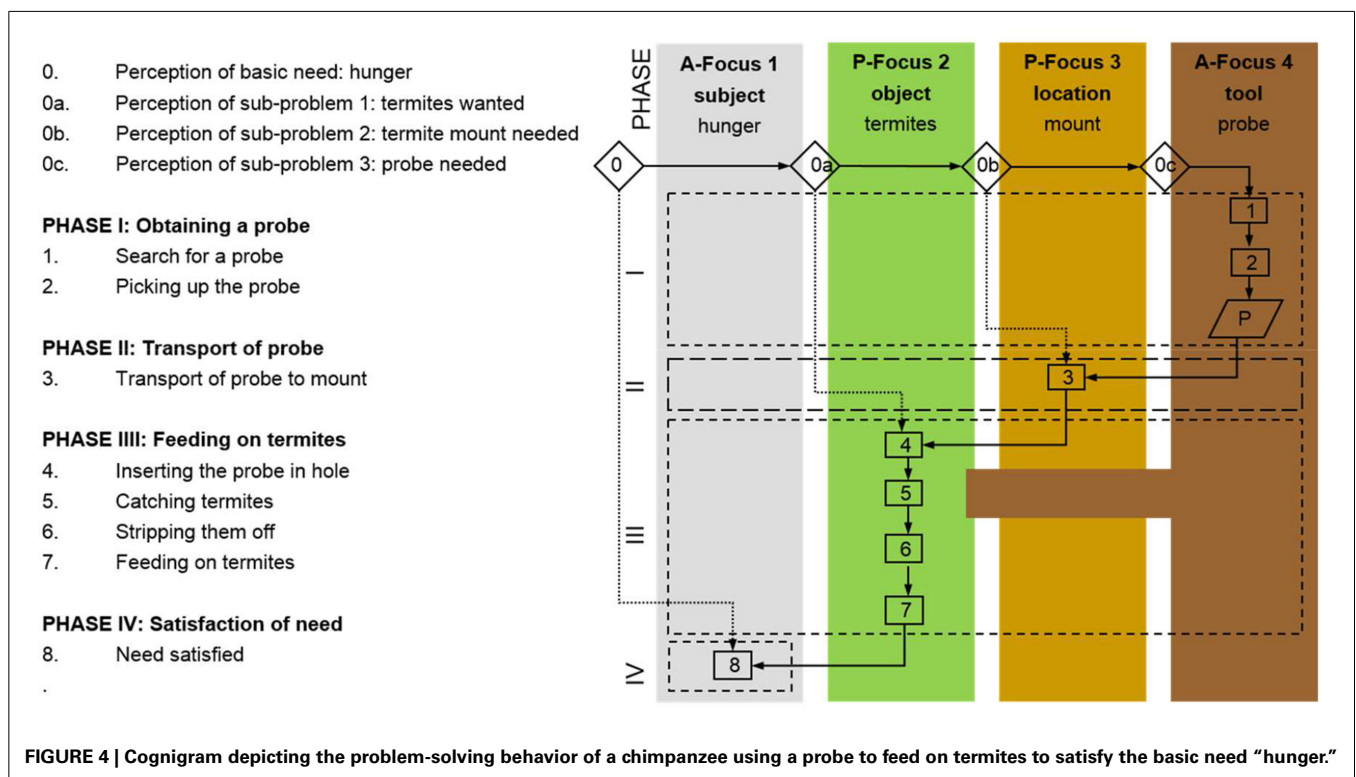 0. Perception of basic need: hunger
0a. Perception of sub-problem 1: termites wanted
0b. Perception of sub-problem 2: termite mount needed
0c. Perception of sub-problem 3: probe needed
PHASE I: Obtaining a probe
1. Search for a probe
2. Picking up the probe
PHASE II: Transport of probe
3. Transport of probe to mount
PHASE IIII: Feeding on termites
4. Inserting the probe in hole
5. Catching termites
6. Stripping them off
7. Feeding on termites
PHASE IV: Satisfaction of need
8. Need satisfied
.
PHASE
A-Focus 1
subject
hunger
P-Focus 2
object
termites
P-Focus 3
location
mount
A-Focus 4
tool
probe
0 0a 0b 0c
I
1
2
P
II
3
III
4
5
6
7
IV
8
FIGURE 4 | Cognigram depicting the problem-solving behavior of a chimpanzee using a probe to feed on termites to satisfy the basic need “hunger.”